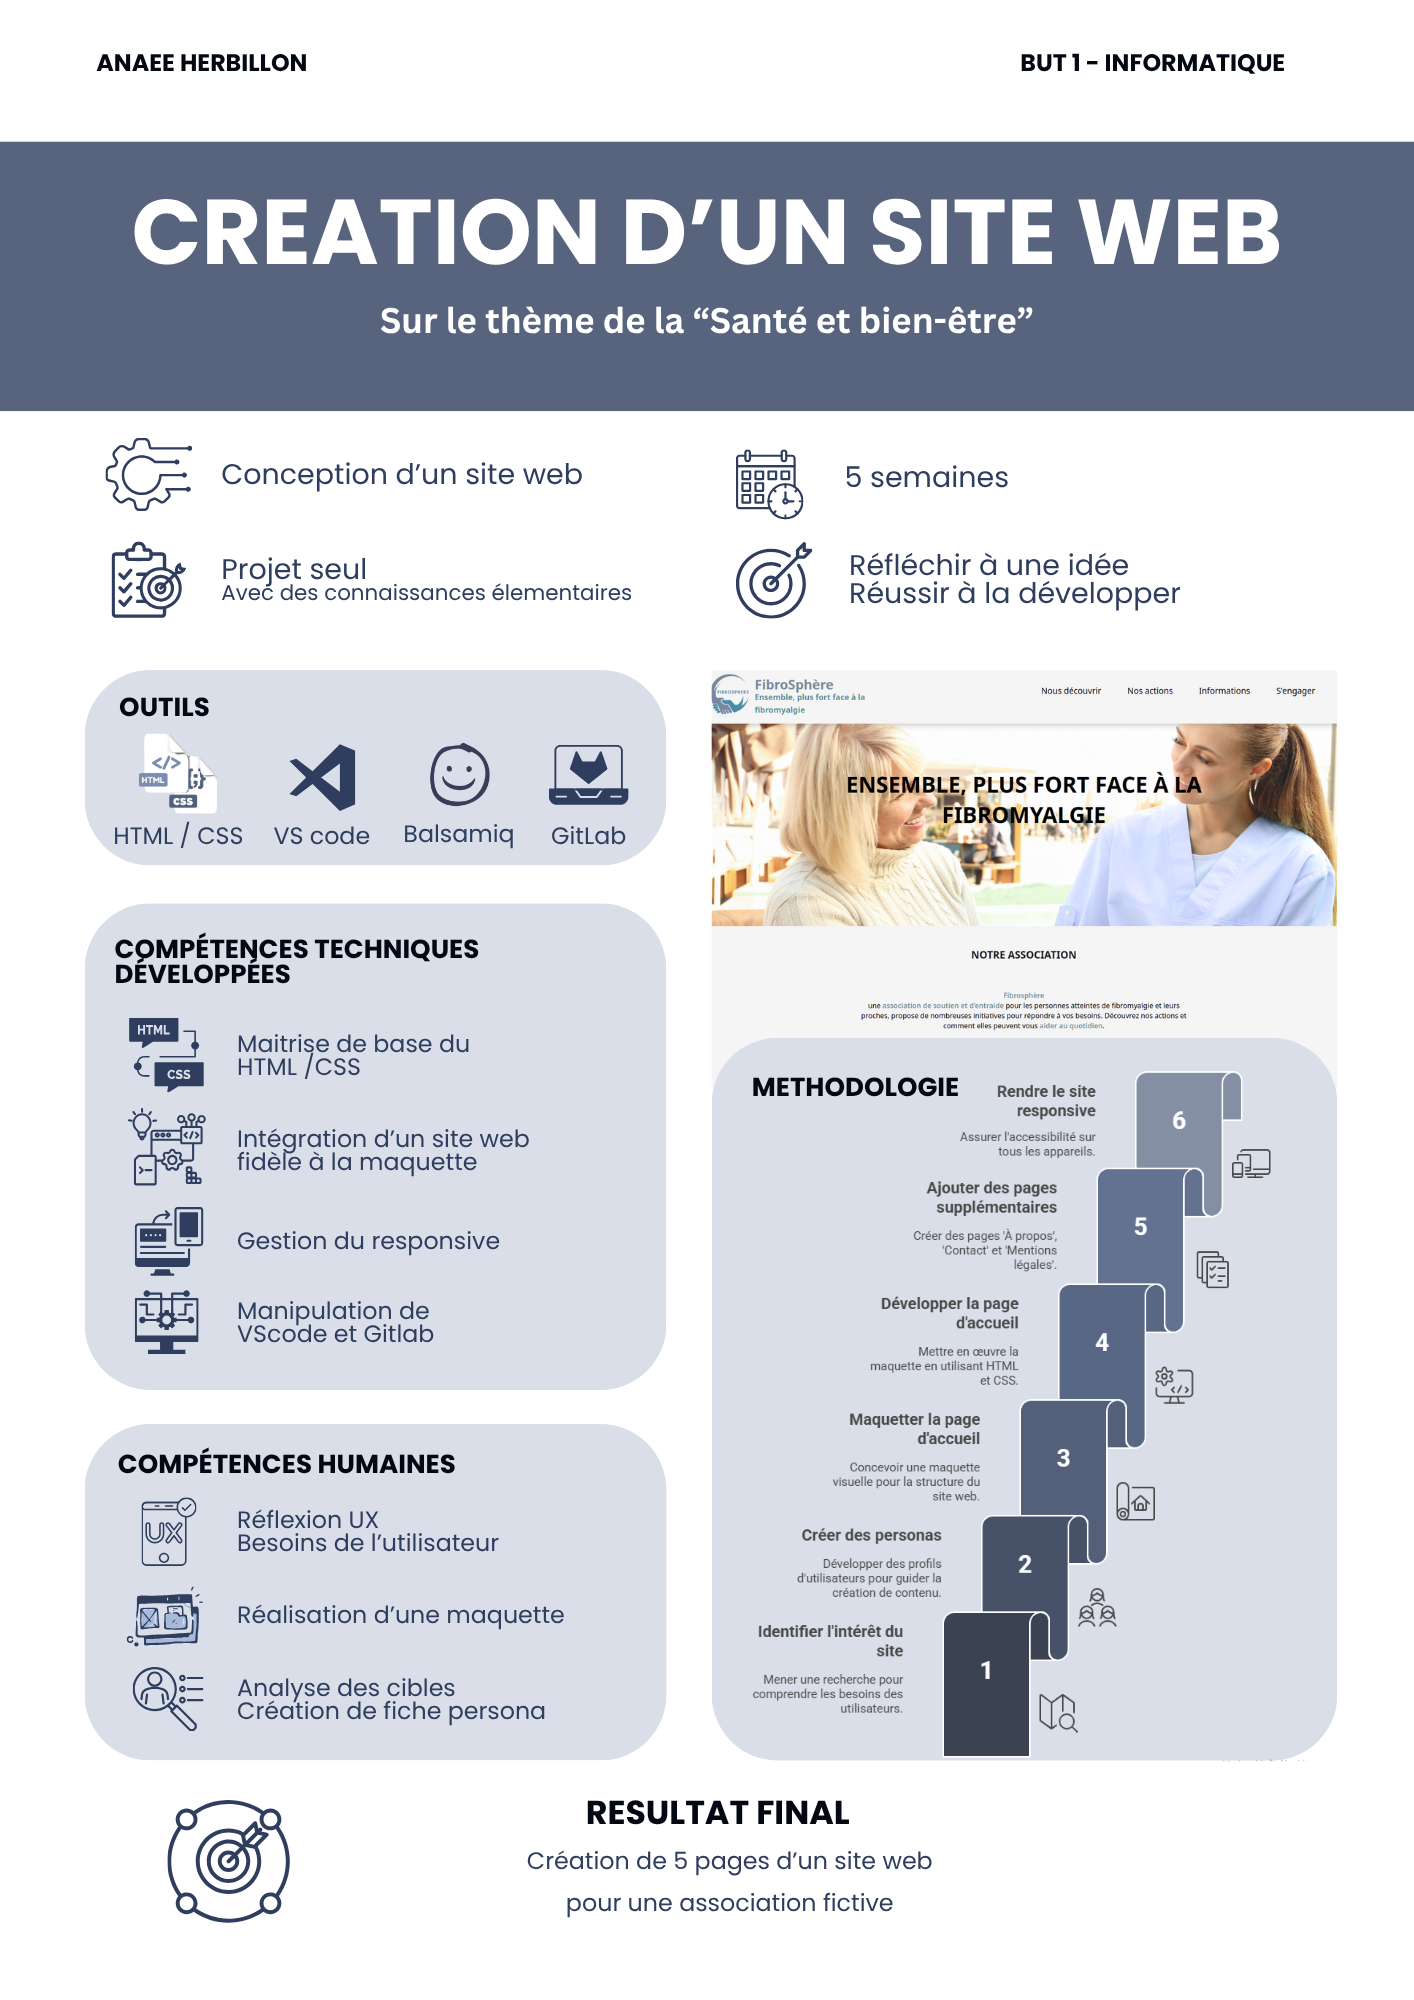 ANAEE HERBILLON
BUT 1 - INFORMATIQUE
CREATION D’UN SITE WEB
Sur le thème de la “Santé et bien-être”
Conception d’un site web
5 semaines
Projet seul
Avec des connaissances élementaires
Réfléchir à une idée
Réussir à la développer
OUTILS
</>
HTML
{};
CSS
HTML / CSS
VS code
Balsamiq
GitLab
COMPÉTENCES TECHNIQUES
DÉVELOPPÉES
HTML
CSS
Maitrise de base du
HTML /CSS
Intégration d’un site web
fidèle à la maquette
Gestion du responsive
Manipulation de
VScode et Gitlab
COMPÉTENCES HUMAINES
UX
Réflexion UX
Besoins de l’utilisateur
Réalisation d’une maquette
Analyse des cibles
Création de fiche persona
FIBROSPHÈRE
FibroSphère
Ensemble, plus fort face à la
fibromyalgie
Nous découvrir
Nos actions
Informations
S'engager
ENSEMBLE, PLUS FORT FACE À LA
FIBROMYALGIE
NOTRE ASSOCIATION
Fibrosphère
une association de soutien et d'entraide pour les personnes atteintes de fibromyalgie et leurs
proches, propose de nombreuses initiatives pour répondre à vos besoins. Découvrez nos actions et
comment elles peuvent vous aider au quotidien.
METHODOLOGIE
Rendre le site
responsive
Assurer l'accessibilité sur
tous les appareils.
6
Ajouter des pages
supplémentaires
Créer des pages 'À propos',
'Contact' et 'Mentions
légales'.
5
Développer la page
d'accueil
Mettre en œuvre la
maquette en utilisant HTML
et CSS.
4
Maquetter la page
d'accueil
Concevoir une maquette
visuelle pour la structure du
site web.
3
Créer des personas
Développer des profils
d'utilisateurs pour guider la
création de contenu.
2
Identifier l'intérêt du
site
Mener une recherche pour
comprendre les besoins des
utilisateurs.
1
RESULTAT FINAL
Création de 5 pages d’un site web
pour une association fictive